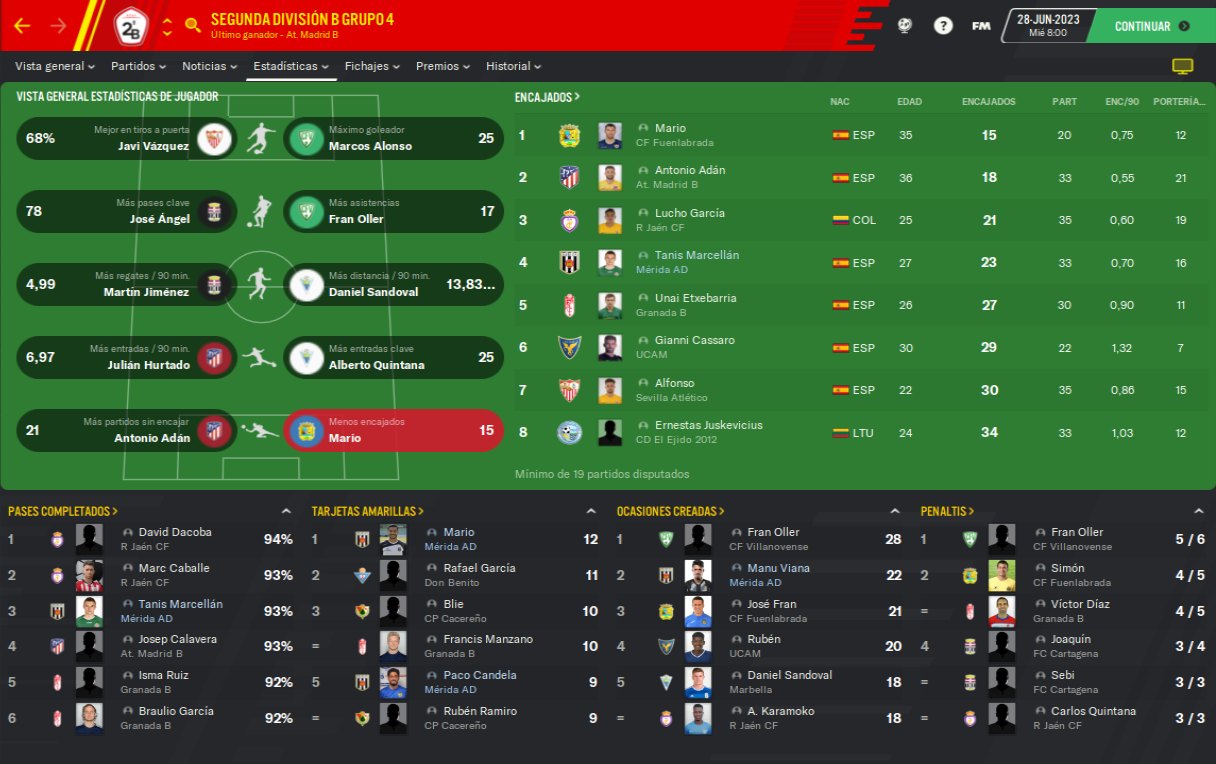 SEGUNDA DIVISIÓN B GRUPO 4
Último ganador - At. Madrid B
2ªB
?
FM
28-JUN-2023
Mié 8:00
CONTINUAR
Vista general
Partidos
Noticias
Estadísticas
Fichajes
Premios
Historial
VISTA GENERAL ESTADÍSTICAS DE JUGADOR
68% Mejor en tiros a puerta
Javi Vázquez
Máximo goleador
Marcos Alonso 25
78 Más pases clave
José Ángel
Más asistencias
Fran Oller 17
4,99 Más regates / 90 min.
Martín Jiménez
Más distancia / 90 min.
Daniel Sandoval 13,83...
6,97 Más entradas / 90 min.
Julián Hurtado
Más entradas clave
Alberto Quintana 25
21 Más partidos sin encajar
Antonio Adán
Menos encajados
Mario 15
ENCAJADOS > NAC EDAD ENCAJADOS PART ENC/90 PORTERÍA...
1 Mario ESP 35 15 20 0,75 12
CF Fuenlabrada
2 Antonio Adán ESP 36 18 33 0,55 21
At. Madrid B
3 Lucho García COL 25 21 35 0,60 19
R Jaén CF
4 Tanis Marcellán ESP 27 23 33 0,70 16
Mérida AD
5 Unai Etxebarria ESP 26 27 30 0,90 11
Granada B
6 Gianni Cassaro ESP 30 29 22 1,32 7
UCAM
7 Alfonso ESP 22 30 35 0,86 15
Sevilla Atlético
8 Ernestas Juskevicius LTU 24 34 33 1,03 12
CD El Ejido 2012
Mínimo de 19 partidos disputados
PASES COMPLETADOS >
1 David Dacoba 94%
R Jaén CF
2 Marc Caballe 93%
R Jaén CF
3 Tanis Marcellán 93%
Mérida AD
4 Josep Calavera 93%
At. Madrid B
5 Isma Ruiz 92%
Granada B
6 Braulio García 92%
Granada B
TARJETAS AMARILLAS >
1 Mario 12
Mérida AD
2 Rafael García 11
Don Benito
3 Blie 10
CP Cacereño
= Francis Manzano 10
Granada B
5 Paco Candela 9
Mérida AD
= Rubén Ramiro 9
CP Cacereño
OCASIONES CREADAS >
1 Fran Oller 28
CF Villanovense
2 Manu Viana 22
Mérida AD
3 José Fran 21
CF Fuenlabrada
4 Rubén 20
UCAM
5 Daniel Sandoval 18
Marbella
= A. Karamoko 18
R Jaén CF
PENALTIS >
1 Fran Oller 5 / 6
CF Villanovense
2 Simón 4 / 5
CF Fuenlabrada
= Víctor Díaz 4 / 5
Granada B
4 Joaquín 3 / 4
FC Cartagena
= Sebi 3 / 3
FC Cartagena
= Carlos Quintana 3 / 3
R Jaén CF